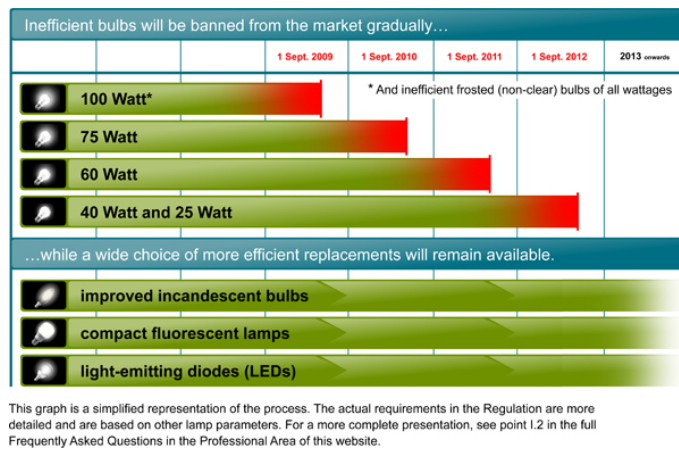 Inefficient bulbs will be banned from the market gradually…
1 Sept. 2009 1 Sept. 2010 1 Sept. 2011 1 Sept. 2012 2013 onwards
100 Watt* * And inefficient frosted (non-clear) bulbs of all wattages
75 Watt
60 Watt
40 Watt and 25 Watt
…while a wide choice of more efficient replacements will remain available.
improved incandescent bulbs
compact fluorescent lamps
light-emitting diodes (LEDs)
This graph is a simplified representation of the process. The actual requirements in the Regulation are more
detailed and are based on other lamp parameters. For a more complete presentation, see point I.2 in the full
Frequently Asked Questions in the Professional Area of this website.